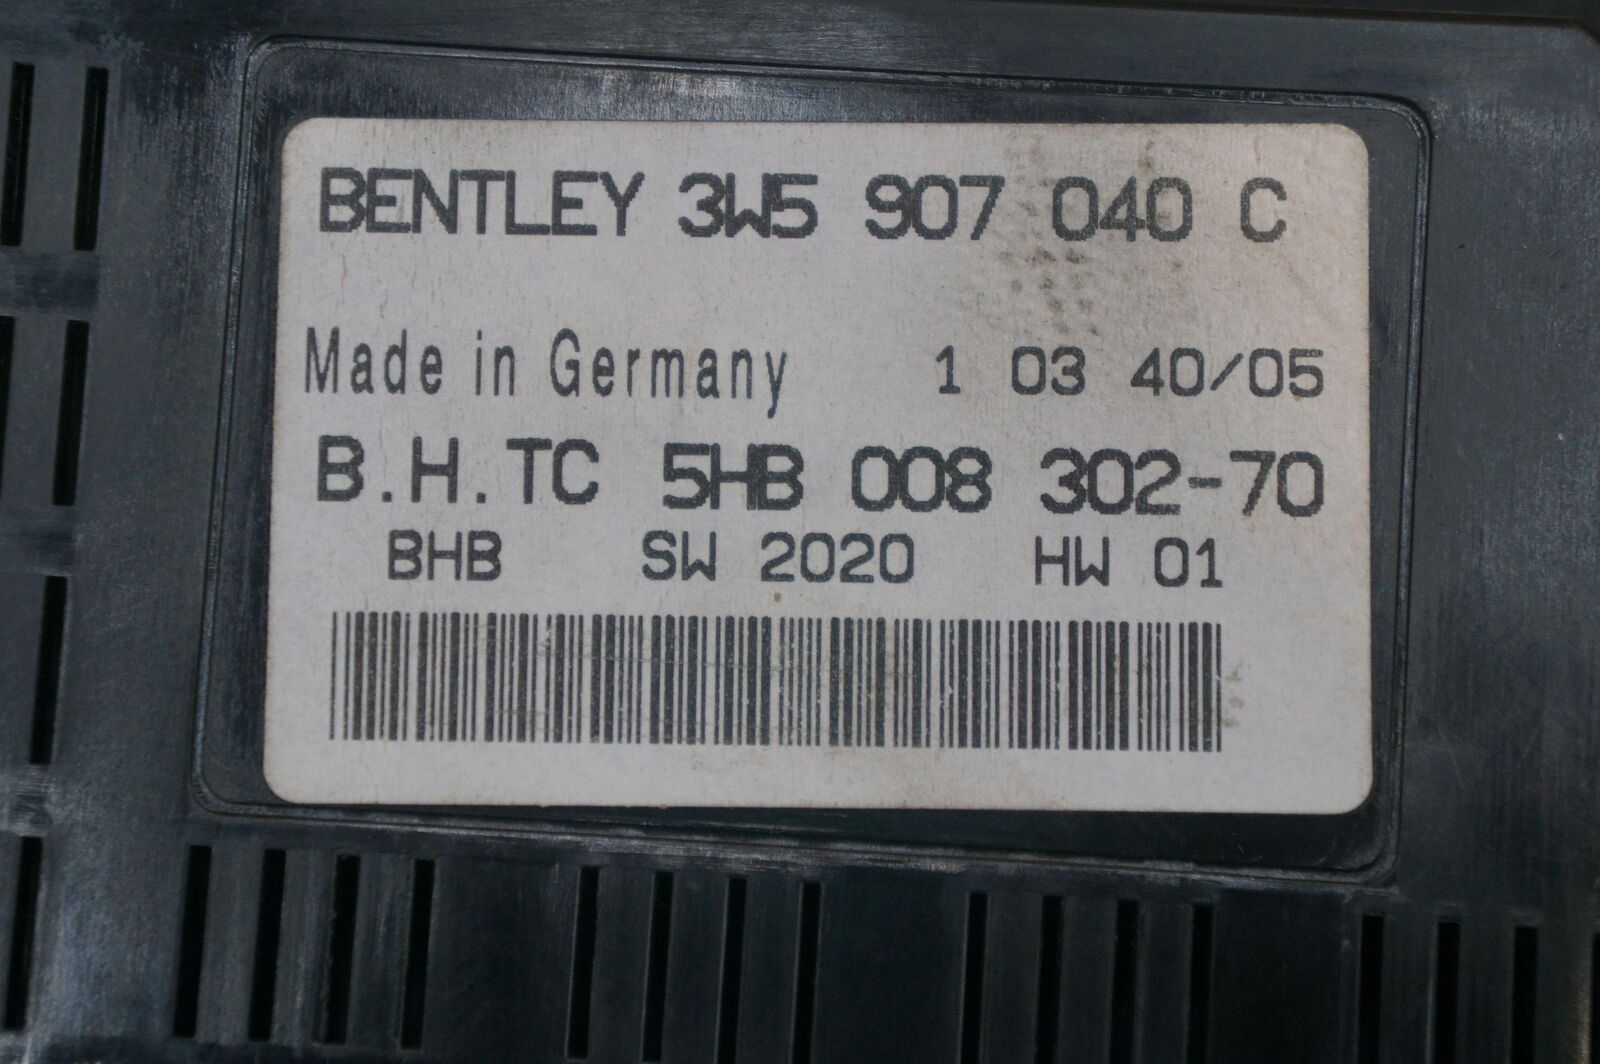 BENTLEY 3W5 907 040 C
Made in Germany 1 03 40/05
B.H.TC 5HB 008 302-70
BHB SW 2020 HW 01